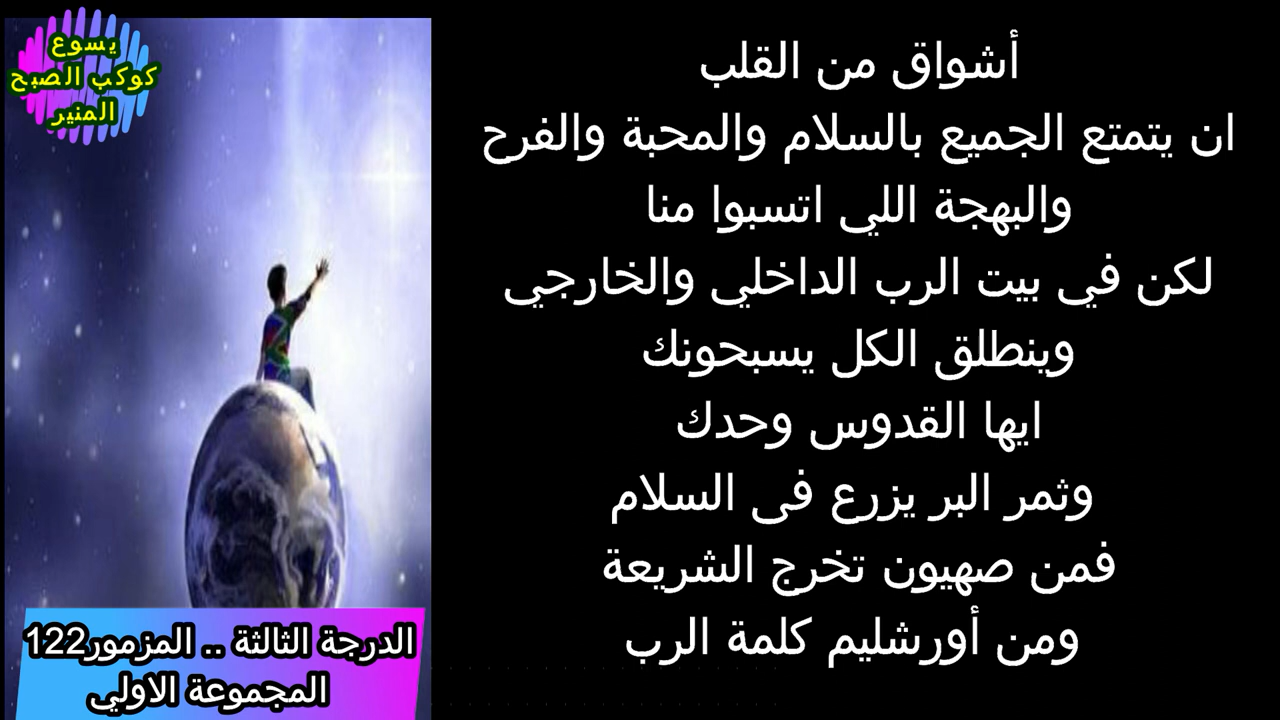 يسوع
كوكب الصبح
المنير
أشواق من القلب
ان يتمتع الجميع بالسلام والمحبة والفرح
والبهجة اللي اتسبوا منا
لكن في بيت الرب الداخلي والخارجي
وينطلق الكل يسبحونك
ايها القدوس وحدك
وثمر البر يزرع فى السلام
فمن صهيون تخرج الشريعة
ومن أورشليم كلمة الرب
الدرجة الثالثة .. المزمور122
المجموعة الاولي